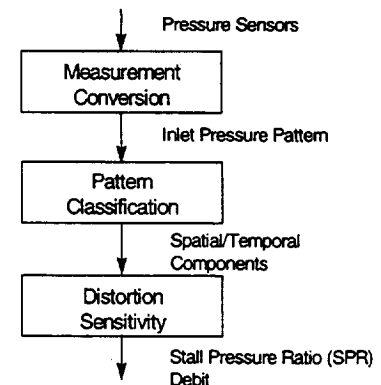 Pressure Sensors
Measurement
Conversion
Inlet Pressure Pattern
Pattern
Classification
Spatial/Temporal
Components
Distortion
Sensitivity
Stall Pressure Ratio (SPR)
Debit